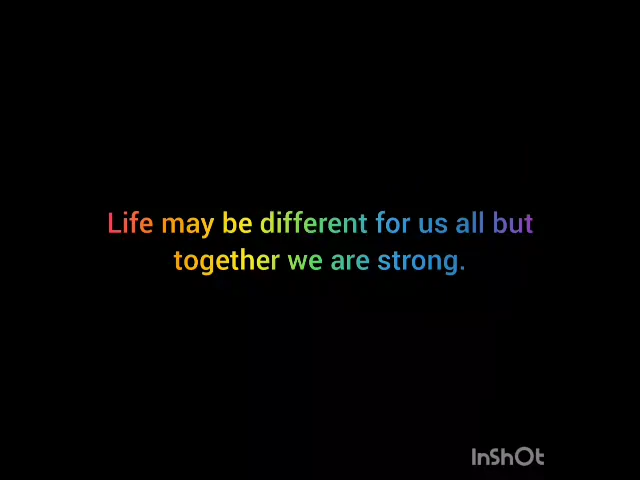 Life may be different for us all but
together we are strong.
InShOt